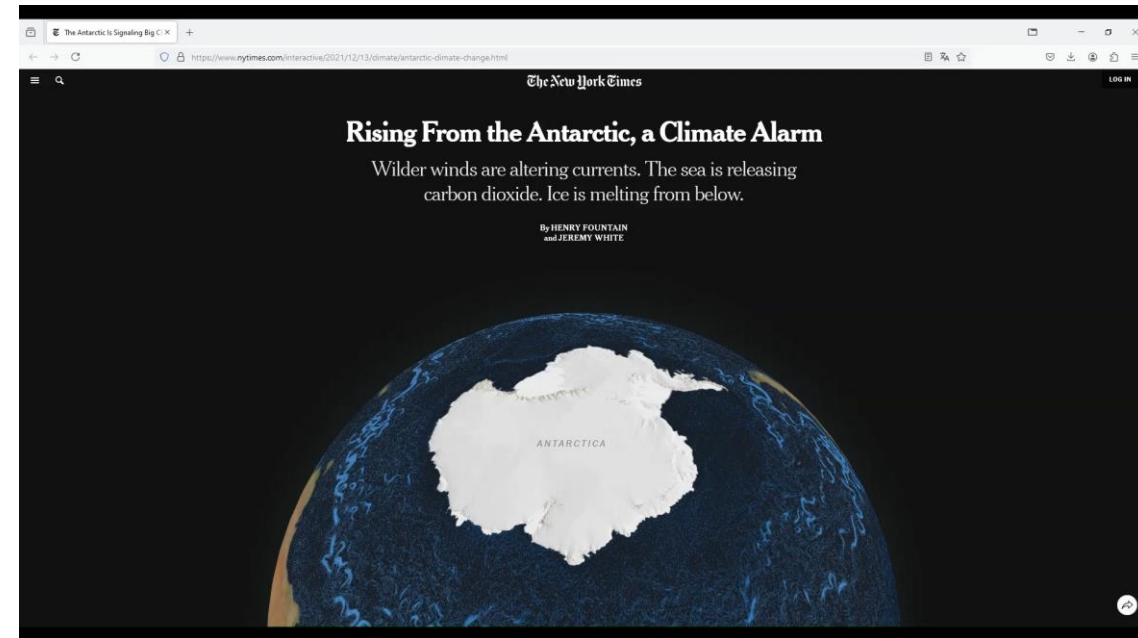 The Antarctic Is Signaling Big Cl
https://www.nytimes.com/interactive/2021/12/13/climate/antarctic-climate-change.html
The New York Times
LOG IN
Rising From the Antarctic, a Climate Alarm
Wilder winds are altering currents. The sea is releasing
carbon dioxide. Ice is melting from below.
By HENRY FOUNTAIN
and JEREMY WHITE
ANTARCTICA